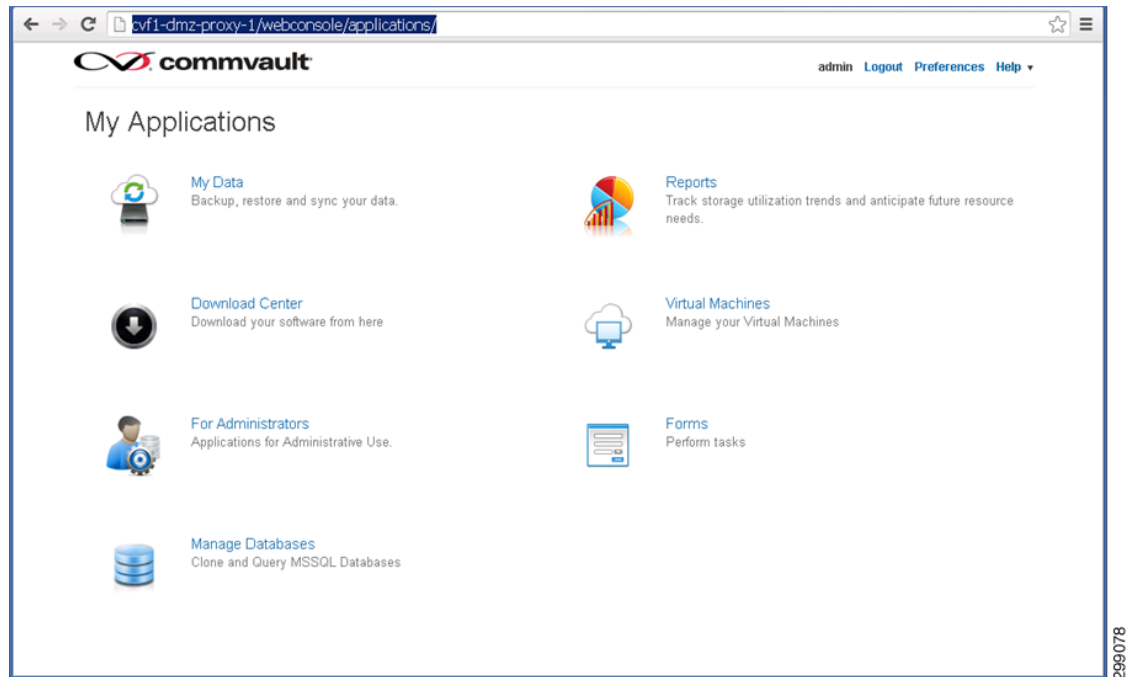 cvf1-dmz-proxy-1/webconsole/applications/
commvault
admin Logout Preferences Help
My Applications
My Data
Backup, restore and sync your data.
Reports
Track storage utilization trends and anticipate future resource
needs.
Download Center
Download your software from here
Virtual Machines
Manage your Virtual Machines
For Administrators
Applications for Administrative Use.
Forms
Perform tasks
Manage Databases
Clone and Query MSSQL Databases
299078